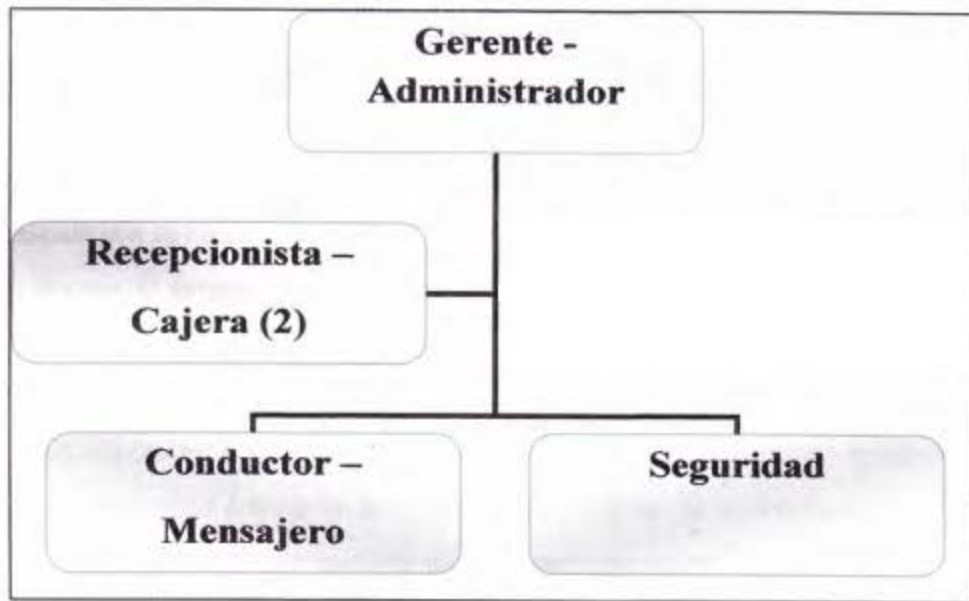 Gerente -
Administrador
Recepcionista –
Cajera (2)
Conductor –
Mensajero
Seguridad